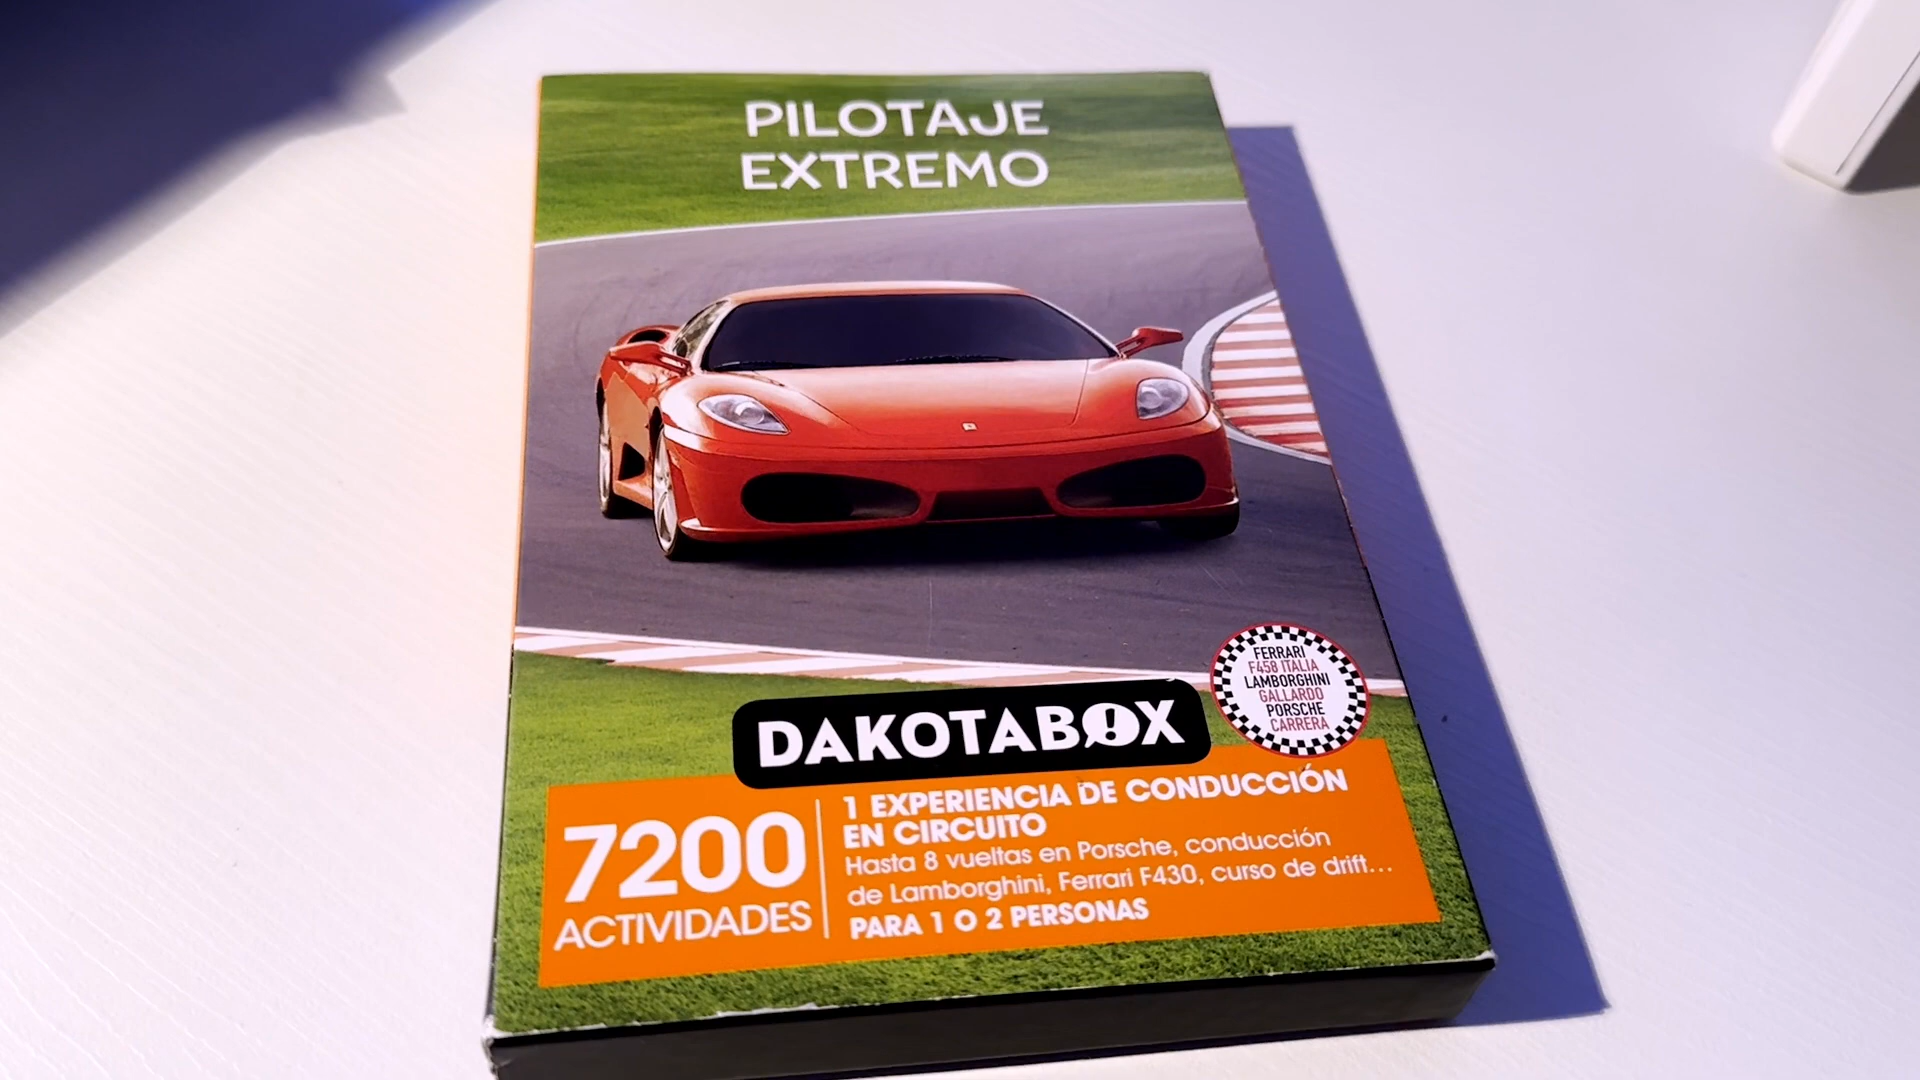 PILOTAJE
EXTREMO
FERRARI
F458 ITALIA
LAMBORGHINI
GALLARDO
PORSCHE
CARRERA
DAKOTABOX
7200
ACTIVIDADES
1 EXPERIENCIA DE CONDUCCIÓN
EN CIRCUITO
Hasta 8 vueltas en Porsche, conducción
de Lamborghini, Ferrari F430, curso de drift...
PARA 1 O 2 PERSONAS